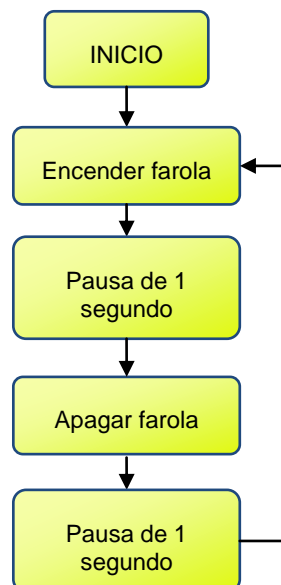 INICIO
Encender farola
Pausa de 1
segundo
Apagar farola
Pausa de 1
segundo